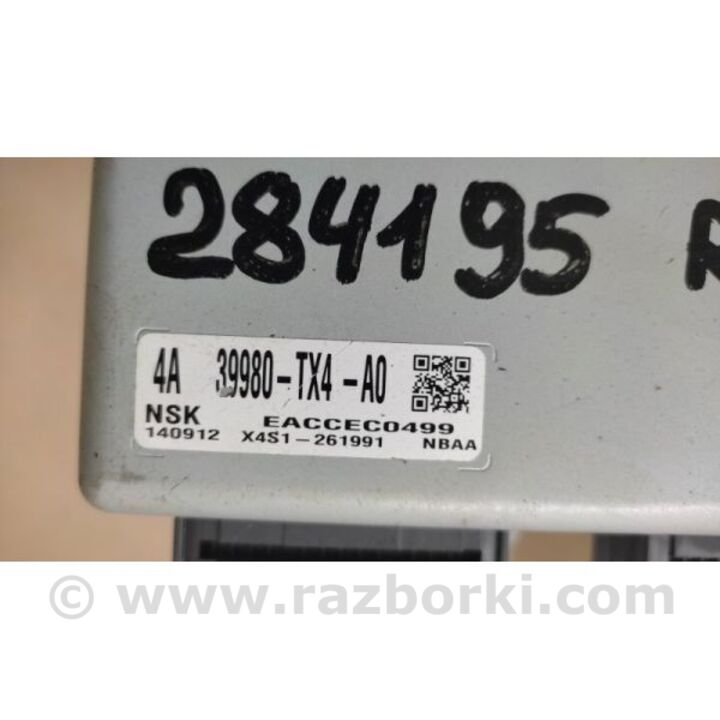 284195
4A 39980-TX4-A0
NSK EACCEC0499
140912 X4S1-261991 NBAA
© www.razborki.com